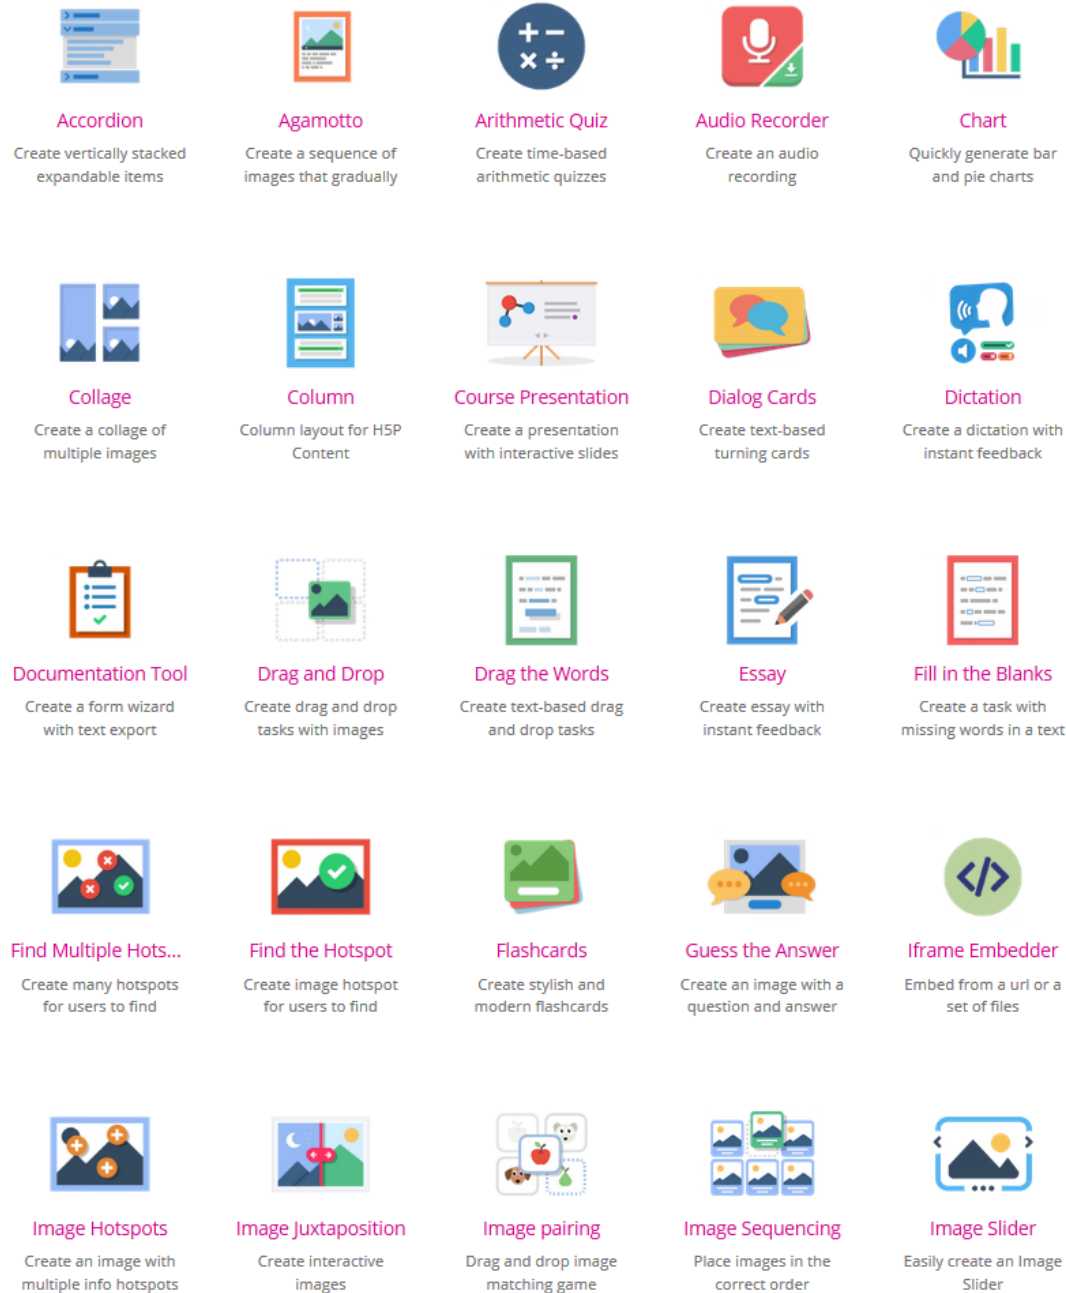 Accordion
Create vertically stacked
expandable items
Agamotto
Create a sequence of
images that gradually
Arithmetic Quiz
Create time-based
arithmetic quizzes
Audio Recorder
Create an audio
recording
Chart
Quickly generate bar
and pie charts
Collage
Create a collage of
multiple images
Column
Column layout for H5P
Content
Course Presentation
Create a presentation
with interactive slides
Dialog Cards
Create text-based
turning cards
Dictation
Create a dictation with
instant feedback
Documentation Tool
Create a form wizard
with text export
Drag and Drop
Create drag and drop
tasks with images
Drag the Words
Create text-based drag
and drop tasks
Essay
Create essay with
instant feedback
Fill in the Blanks
Create a task with
missing words in a text
Find Multiple Hots...
Create many hotspots
for users to find
Find the Hotspot
Create image hotspot
for users to find
Flashcards
Create stylish and
modern flashcards
Guess the Answer
Create an image with a
question and answer
Iframe Embedder
Embed from a url or a
set of files
Image Hotspots
Create an image with
multiple info hotspots
Image Juxtaposition
Create interactive
images
Image pairing
Drag and drop image
matching game
Image Sequencing
Place images in the
correct order
Image Slider
Easily create an Image
Slider